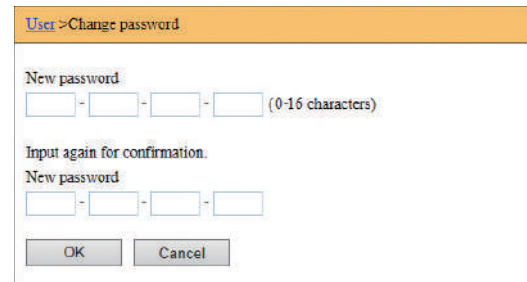 User >Change password
New password
- - - (0-16 characters)
Input again for confirmation.
New password
- - -
OK Cancel